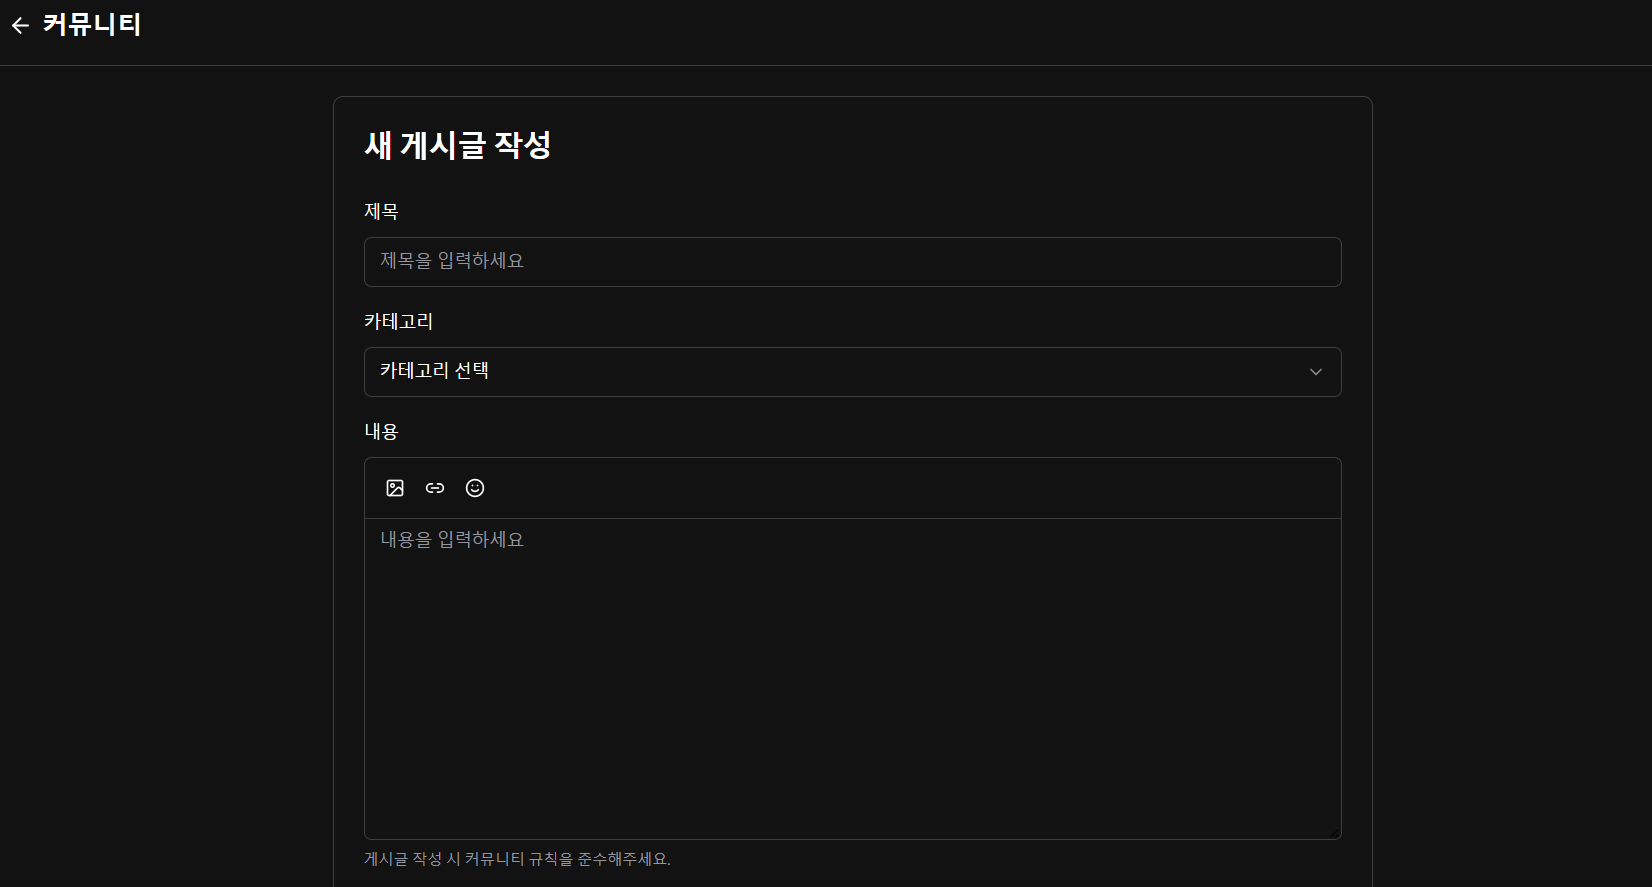 커뮤니티
새 게시글 작성
제목
제목을 입력하세요
카테고리
카테고리 선택
내용
내용을 입력하세요
게시글 작성 시 커뮤니티 규칙을 준수해주세요.